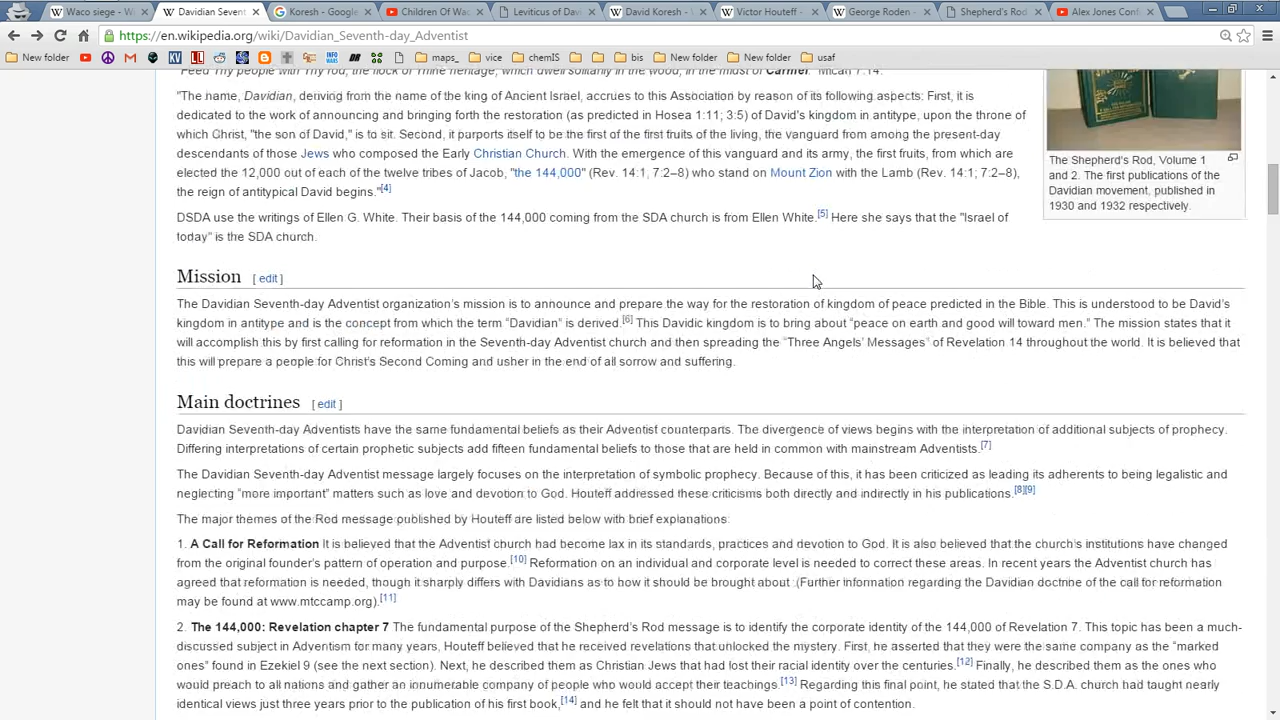 Waco siege - Wi
Davidian Sevent
Koresh - Google
Children Of Wac
Leviticus of Davi
David Koresh - W
Victor Houteff -
George Roden -
Shepherd's Rod
Alex Jones Conf
https://en.wikipedia.org/wiki/Davidian_Seventh-day_Adventist
New folder
KV
LL
INFO WARS
maps_
vice
chemIS
bis
New folder
New folder
usaf
"Feed Thy people with Thy rod, the flock of Thine heritage, which dwell solitarily in the wood, in the midst of Carmel." Micah 7:14.
"The name, Davidian, deriving from the name of the king of Ancient Israel, accrues to this Association by reason of its following aspects: First, it is
dedicated to the work of announcing and bringing forth the restoration (as predicted in Hosea 1:11; 3:5) of David's kingdom in antitype, upon the throne of
which Christ, "the son of David," is to sit. Second, it purports itself to be the first of the first fruits of the living, the vanguard from among the present-day
descendants of those Jews who composed the Early Christian Church. With the emergence of this vanguard and its army, the first fruits, from which are
elected the 12,000 out of each of the twelve tribes of Jacob, "the 144,000" (Rev. 14:1, 7:2–8) who stand on Mount Zion with the Lamb (Rev. 14:1; 7:2–8),
the reign of antitypical David begins."[4]
DSDA use the writings of Ellen G. White. Their basis of the 144,000 coming from the SDA church is from Ellen White.[5] Here she says that the "Israel of
today" is the SDA church.
The Shepherd's Rod, Volume 1
and 2. The first publications of the
Davidian movement, published in
1930 and 1932 respectively.
Mission [ edit ]
The Davidian Seventh-day Adventist organization's mission is to announce and prepare the way for the restoration of kingdom of peace predicted in the Bible. This is understood to be David's
kingdom in antitype and is the concept from which the term "Davidian" is derived.[6] This Davidic kingdom is to bring about "peace on earth and good will toward men." The mission states that it
will accomplish this by first calling for reformation in the Seventh-day Adventist church and then spreading the "Three Angels' Messages" of Revelation 14 throughout the world. It is believed that
this will prepare a people for Christ's Second Coming and usher in the end of all sorrow and suffering.
Main doctrines [ edit ]
Davidian Seventh-day Adventists have the same fundamental beliefs as their Adventist counterparts. The divergence of views begins with the interpretation of additional subjects of prophecy.
Differing interpretations of certain prophetic subjects add fifteen fundamental beliefs to those that are held in common with mainstream Adventists.[7]
The Davidian Seventh-day Adventist message largely focuses on the interpretation of symbolic prophecy. Because of this, it has been criticized as leading its adherents to being legalistic and
neglecting "more important" matters such as love and devotion to God. Houteff addressed these criticisms both directly and indirectly in his publications.[8][9]
The major themes of the Rod message published by Houteff are listed below with brief explanations:
1. A Call for Reformation It is believed that the Adventist church had become lax in its standards, practices and devotion to God. It is also believed that the church's institutions have changed
from the original founder's pattern of operation and purpose.[10] Reformation on an individual and corporate level is needed to correct these areas. In recent years the Adventist church has
agreed that reformation is needed, though it sharply differs with Davidians as to how it should be brought about .(Further information regarding the Davidian doctrine of the call for reformation
may be found at www.mtccamp.org).[11]
2. The 144,000: Revelation chapter 7 The fundamental purpose of the Shepherd's Rod message is to identify the corporate identity of the 144,000 of Revelation 7. This topic has been a much-
discussed subject in Adventism for many years, Houteff believed that he received revelations that unlocked the mystery. First, he asserted that they were the same company as the "marked
ones" found in Ezekiel 9 (see the next section). Next, he described them as Christian Jews that had lost their racial identity over the centuries.[12] Finally, he described them as the ones who
would preach to all nations and gather an innumerable company of people who would accept their teachings.[13] Regarding this final point, he stated that the S.D.A. church had taught nearly
identical views just three years prior to the publication of his first book,[14] and he felt that it should not have been a point of contention.